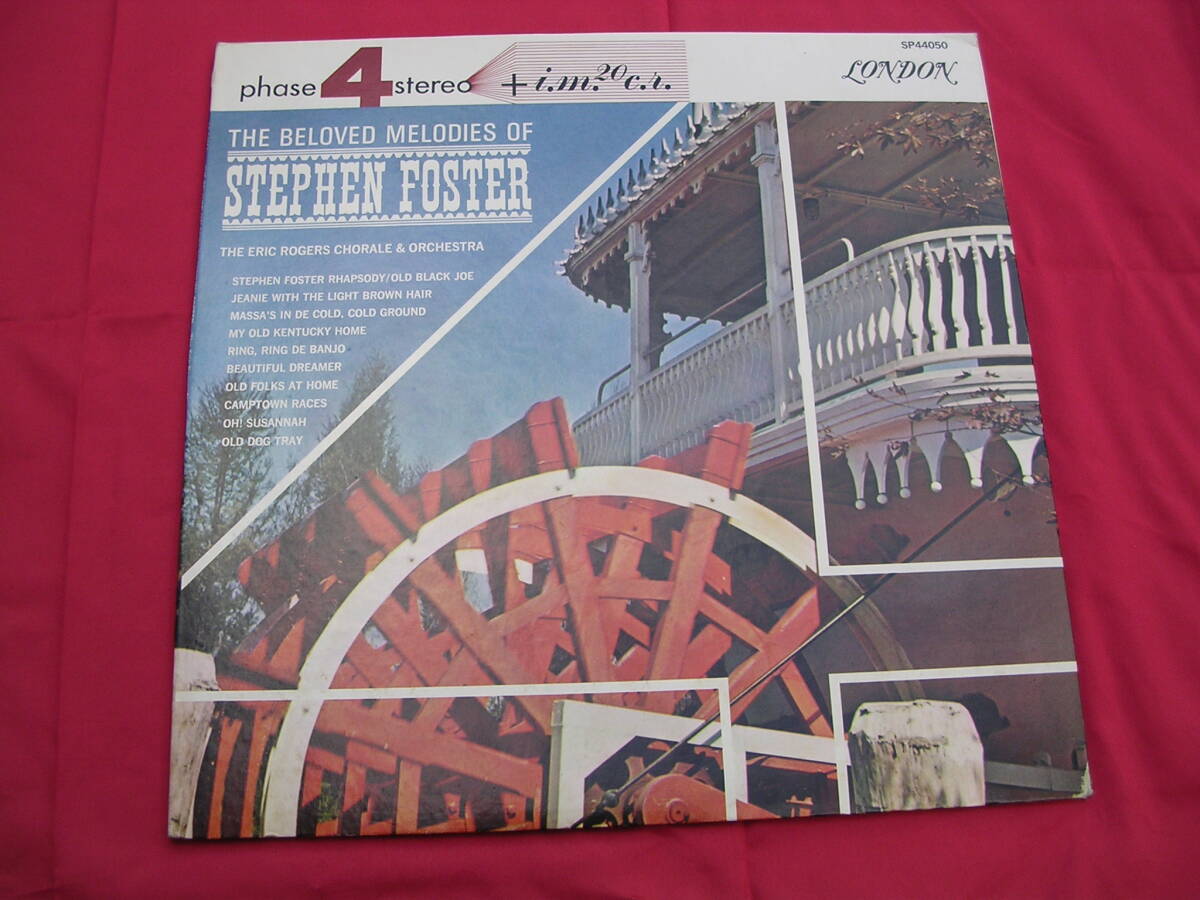 SP44050
phase 4 stereo + i.m. 20 c.r.
LONDON
THE BELOVED MELODIES OF
STEPHEN FOSTER
THE ERIC ROGERS CHORALE & ORCHESTRA
STEPHEN FOSTER RHAPSODY/OLD BLACK JOE
JEANIE WITH THE LIGHT BROWN HAIR
MASSA'S IN DE COLD, COLD GROUND
MY OLD KENTUCKY HOME
RING, RING DE BANJO
BEAUTIFUL DREAMER
OLD FOLKS AT HOME
CAMPTOWN RACES
OH! SUSANNAH
OLD DOG TRAY